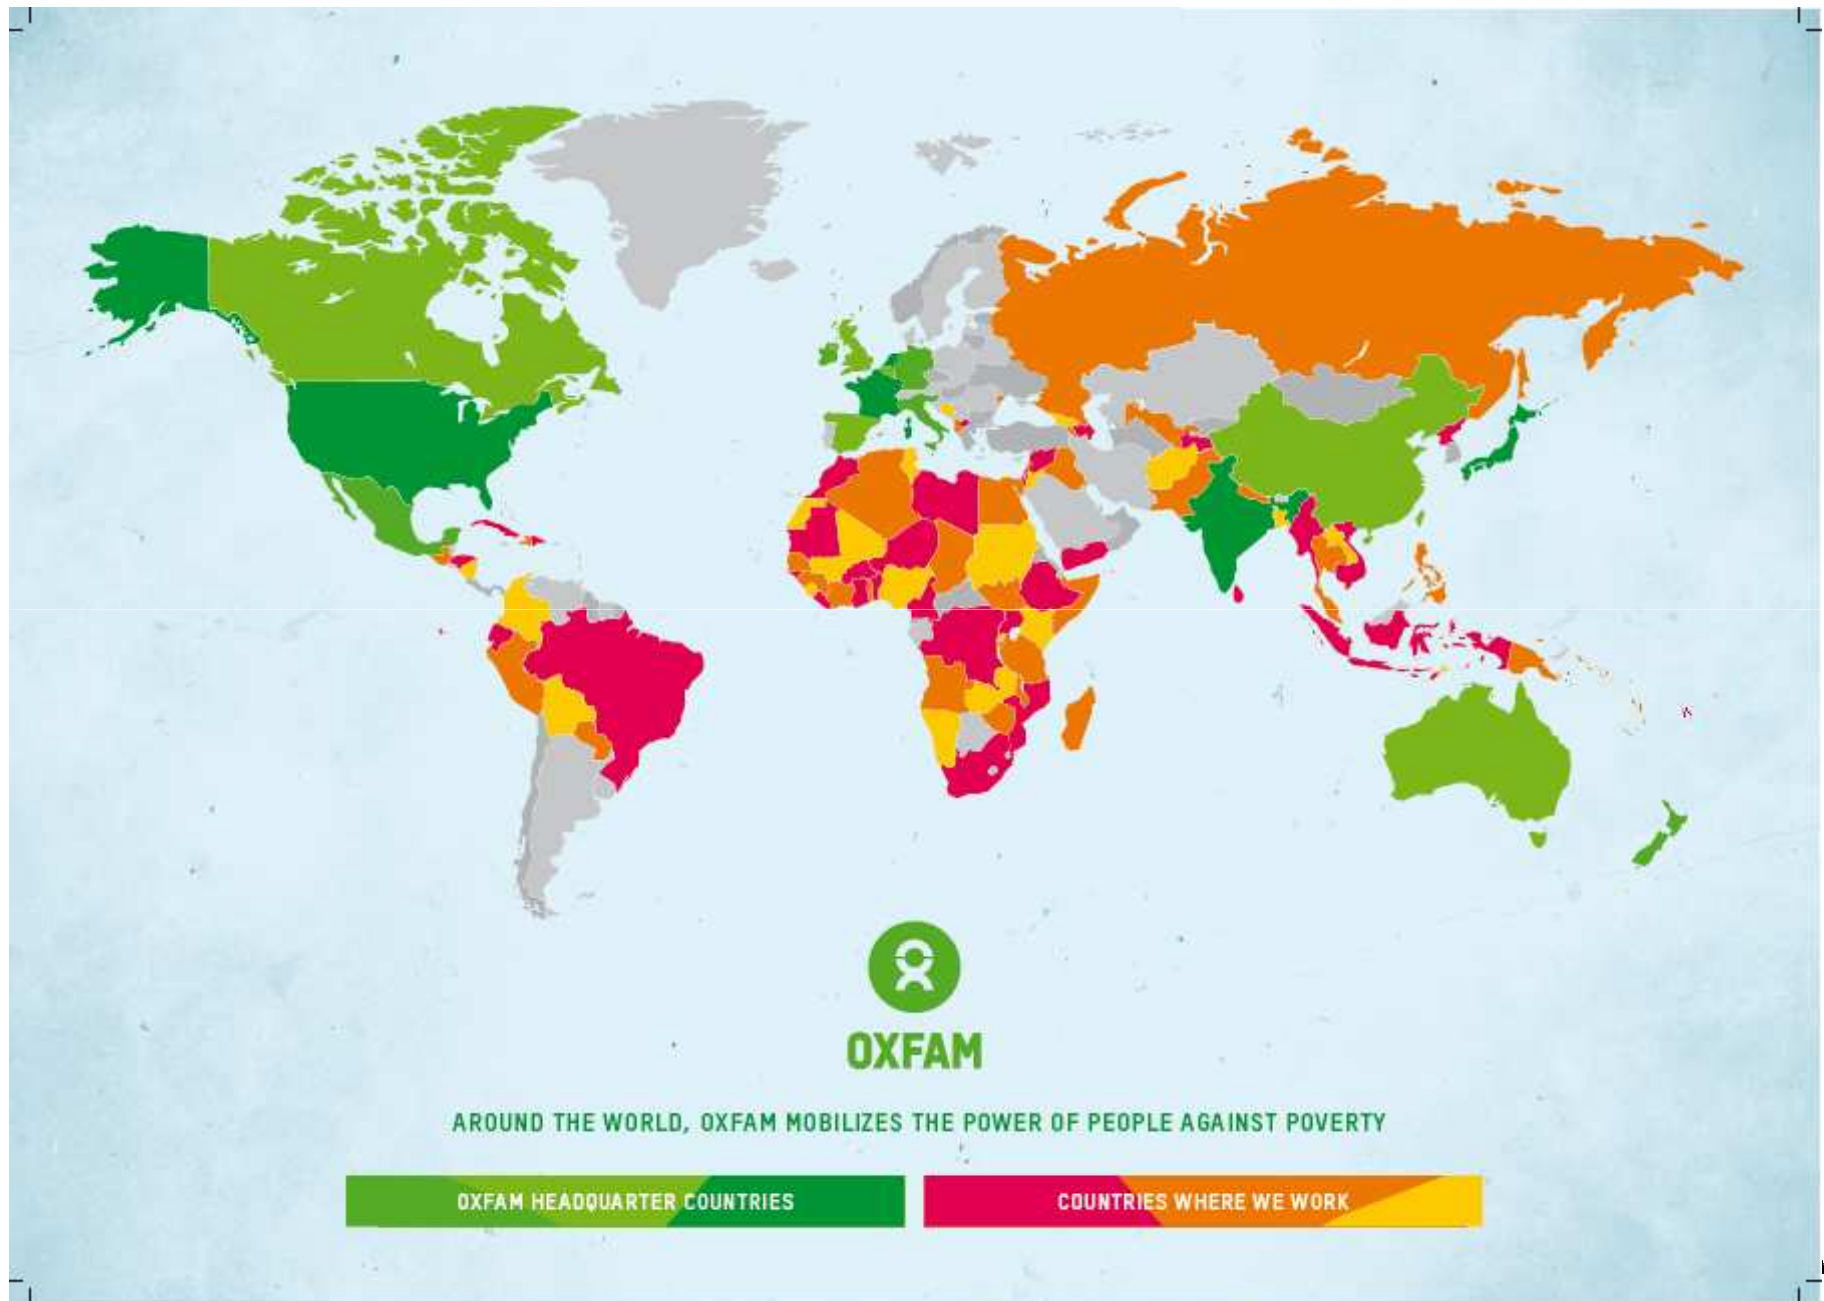 OXFAM
AROUND THE WORLD, OXFAM MOBILIZES THE POWER OF PEOPLE AGAINST POVERTY
OXFAM HEADQUARTER COUNTRIES
COUNTRIES WHERE WE WORK